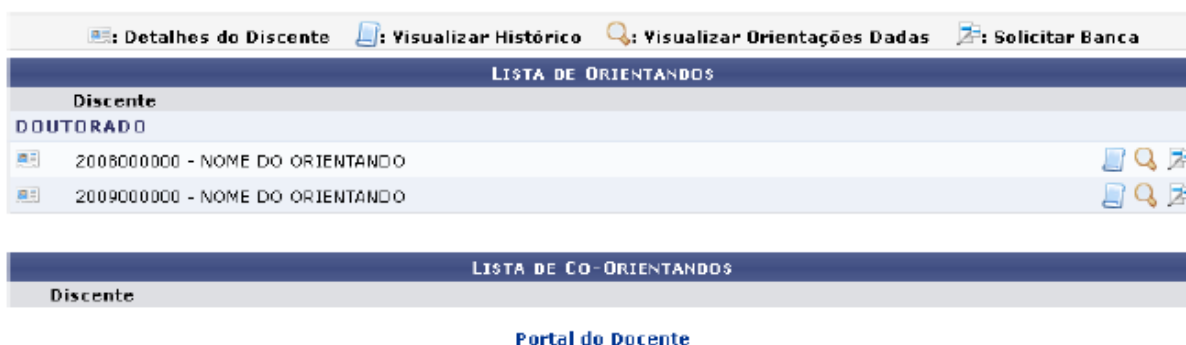 : Detalhes do Discente : Visualizar Histórico : Visualizar Orientações Dadas : Solicitar Banca
LISTA DE ORIENTANDOS
Discente
DOUTORADO
2008000000 - NOME DO ORIENTANDO
2009000000 - NOME DO ORIENTANDO
LISTA DE CO-ORIENTANDOS
Discente
Portal do Docente